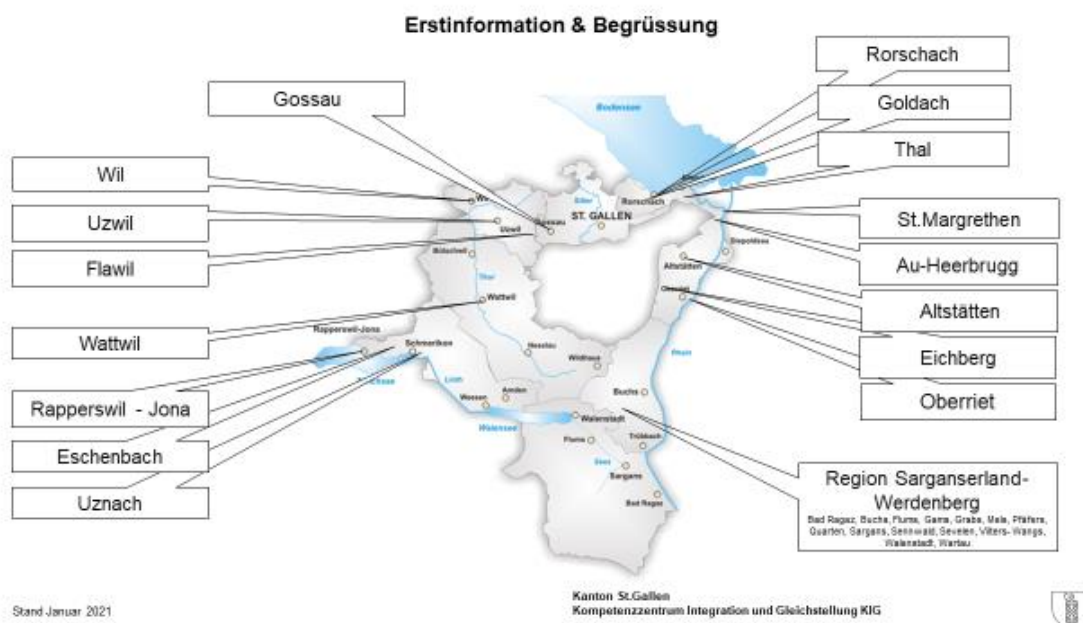 Erstinformation & Begrüssung
Rorschach
Gossau
Goldach
Bodensee
Thal
Wil
Wil
Sitter
Rorschach
Uzwil
Uzwil
Gossau
ST. GALLEN
St.Margrethen
Flawil
Bütschwil
Diepoldsau
Au-Heerbrugg
Thur
Altstätten
Altstätten
Wattwil
Oberriet
Wattwil
Rapperswil-Jona
Schmerikon
Nesslau
Wildhaus
Rhein
Eichberg
Linth
Amden
Buchs
Rapperswil - Jona
Weesen
Oberriet
Walensee
Walenstadt
Eschenbach
Flums
Trübbach
Seez
Sargans
Uznach
Bad Ragaz
Region Sarganserland-
Werdenberg
Bad Ragaz, Buchs, Flums, Gams, Grabs, Mels, Pfäfers,
Quarten, Sargans, Sennwald, Sevelen, Vilters- Wangs,
Walenstadt, Wartau
Stand Januar 2021
Kanton St.Gallen
Kompetenzzentrum Integration und Gleichstellung KIG